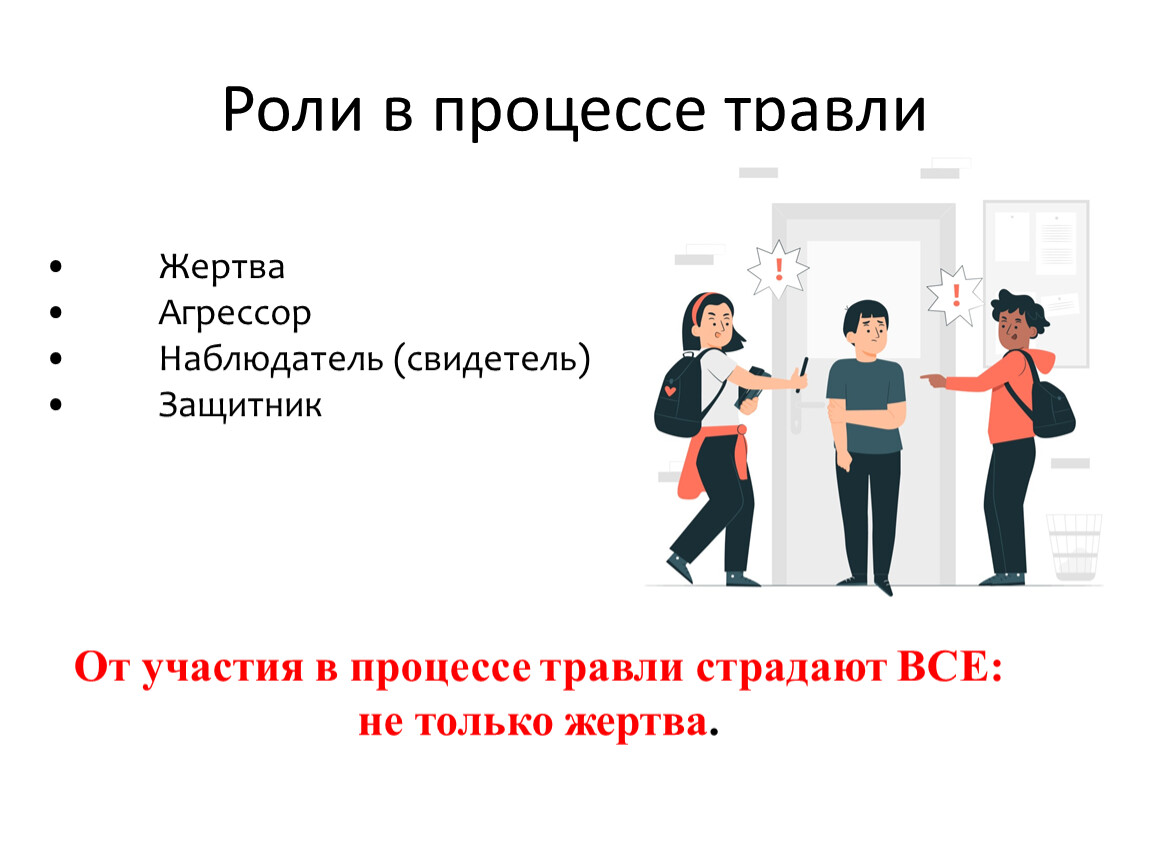 Роли в процессе травли
• Жертва
• Агрессор
• Наблюдатель (свидетель)
• Защитник
!
!
От участия в процессе травли страдают ВСЕ:
не только жертва.